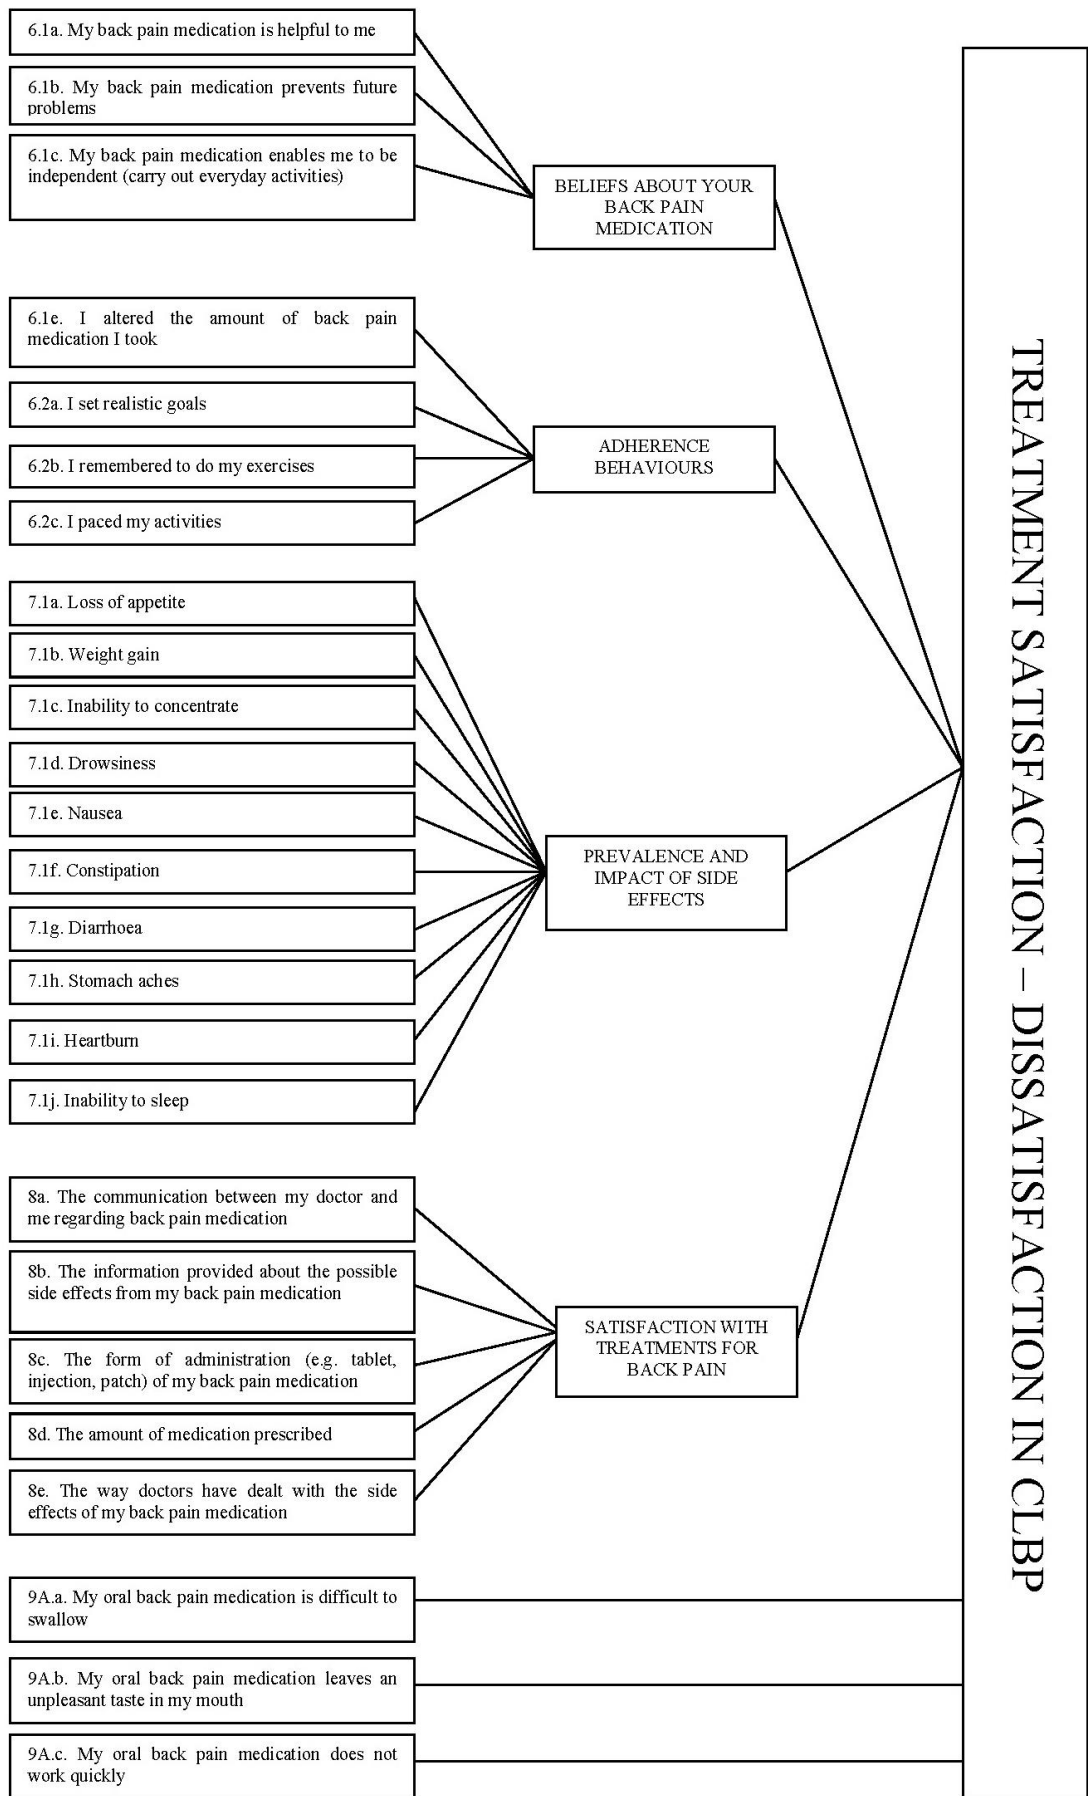 6.1a. My back pain medication is helpful to me
6.1b. My back pain medication prevents future
problems
6.1c. My back pain medication enables me to be
independent (carry out everyday activities)
BELIEFS ABOUT YOUR
BACK PAIN
MEDICATION
6.1e. I altered the amount of back pain
medication I took
6.2a. I set realistic goals
6.2b. I remembered to do my exercises
6.2c. I paced my activities
ADHERENCE
BEHAVIOURS
7.1a. Loss of appetite
7.1b. Weight gain
7.1c. Inability to concentrate
7.1d. Drowsiness
7.1e. Nausea
7.1f. Constipation
7.1g. Diarrhoea
7.1h. Stomach aches
7.1i. Heartburn
7.1j. Inability to sleep
PREVALENCE AND
IMPACT OF SIDE
EFFECTS
8a. The communication between my doctor and
me regarding back pain medication
8b. The information provided about the possible
side effects from my back pain medication
8c. The form of administration (e.g. tablet,
injection, patch) of my back pain medication
8d. The amount of medication prescribed
8e. The way doctors have dealt with the side
effects of my back pain medication
SATISFACTION WITH
TREATMENTS FOR
BACK PAIN
9A.a. My oral back pain medication is difficult to
swallow
9A.b. My oral back pain medication leaves an
unpleasant taste in my mouth
9A.c. My oral back pain medication does not
work quickly
TREATMENT SATISFACTION – DISSATISFACTION IN CLBP